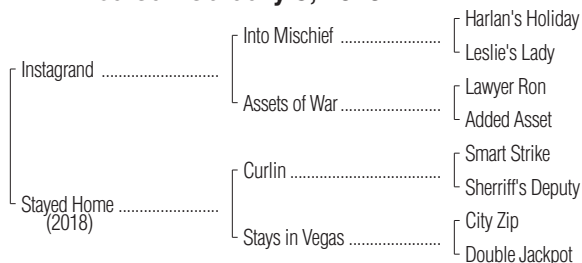 Harlan's Holiday
Into Mischief
Leslie's Lady
Instagrand
Lawyer Ron
Assets of War
Added Asset
Smart Strike
Curlin
Sherriff's Deputy
Stayed Home
(2018)
City Zip
Stays in Vegas
Double Jackpot